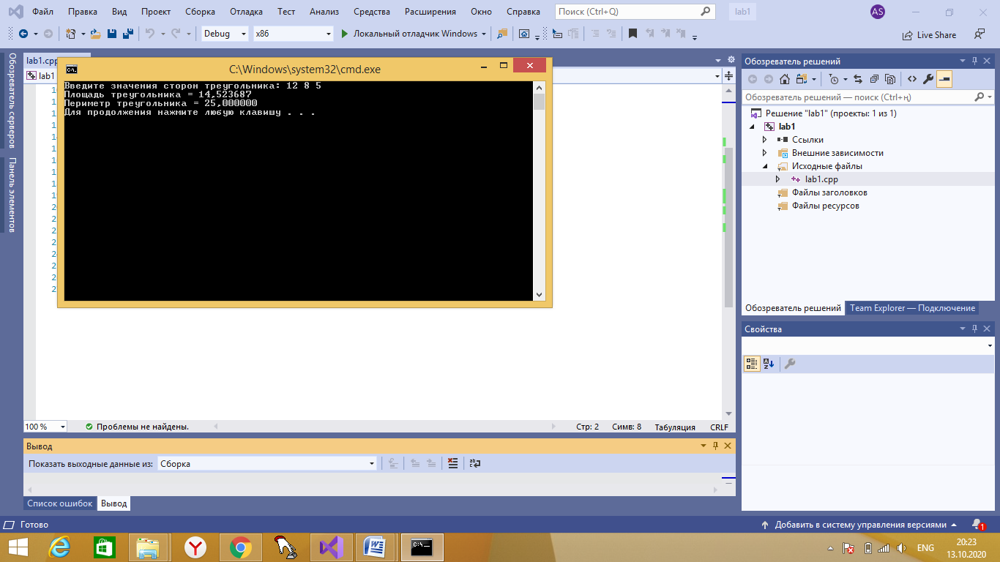 Файл Правка Вид Проект Сборка Отладка Тест Анализ Средства Расширения Окно Справка Поиск (Ctrl+Q) lab1 AS
Debug x86 Локальный отладчик Windows Live Share
Обозреватель серверов
Панель элементов
lab1.cpp
lab1
C:\Windows\system32\cmd.exe
Введите значения сторон треугольника: 12 8 5
Площадь треугольника = 14,523687
Периметр треугольника = 25,000000
Для продолжения нажмите любую клавишу . . .
100 % Проблемы не найдены. Стр: 2 Симв: 8 Табуляция CRLF
Вывод
Показать выходные данные из: Сборка
Список ошибок Вывод
Обозреватель решений
Обозреватель решений — поиск (Ctrl+ң)
Решение "lab1" (проекты: 1 из 1)
lab1
Ссылки
Внешние зависимости
Исходные файлы
lab1.cpp
Файлы заголовков
Файлы ресурсов
Обозреватель решений Team Explorer — Подключение
Свойства
Готово Добавить в систему управления версиями 1
ENG 20:23
13.10.2020